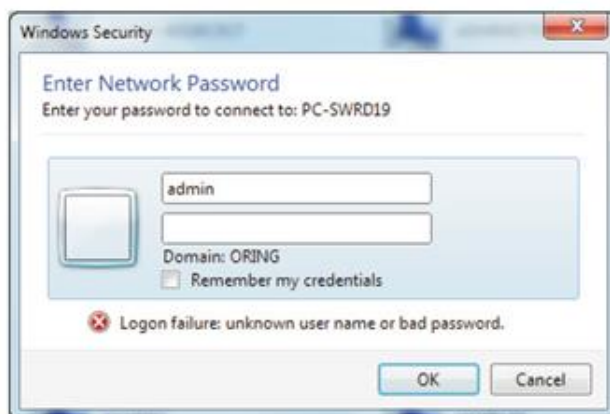 Windows Security
Enter Network Password
Enter your password to connect to: PC-SWRD19
admin
Domain: ORING
Remember my credentials
Logon failure: unknown user name or bad password.
OK
Cancel